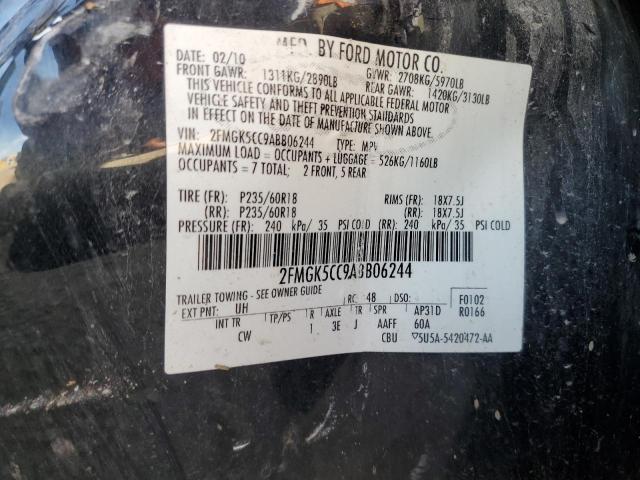 MFD. BY FORD MOTOR CO.
DATE: 02/10 GVWR: 2708KG/5970LB
FRONT GAWR: 1311KG/2890LB REAR GAWR: 1420KG/3130LB
THIS VEHICLE CONFORMS TO ALL APPLICABLE FEDERAL MOTOR
VEHICLE SAFETY AND THEFT PREVENTION STANDARDS
IN EFFECT ON THE DATE OF MANUFACTURE SHOWN ABOVE.
VIN: 2FMGK5CC9ABB06244 TYPE: MPV
MAXIMUM LOAD = OCCUPANTS + LUGGAGE = 526KG/1160LB
OCCUPANTS = 7 TOTAL; 2 FRONT, 5 REAR
TIRE (FR): P235/60R18 RIMS (FR): 18X7.5J
(RR): P235/60R18 (RR): 18X7.5J
PRESSURE (FR): 240 kPa/ 35 PSI COLD (RR): 240 kPa/ 35 PSI COLD
2FMGK5CC9ABB06244
TRAILER TOWING - SEE OWNER GUIDE RC: 48 DSO: F0102
EXT PNT: UH R AXLE TR SPR AP31D R0166
INT TR TP/PS 1 3E J AAFF 60A
CW CBU ▽5U5A-5420472-AA